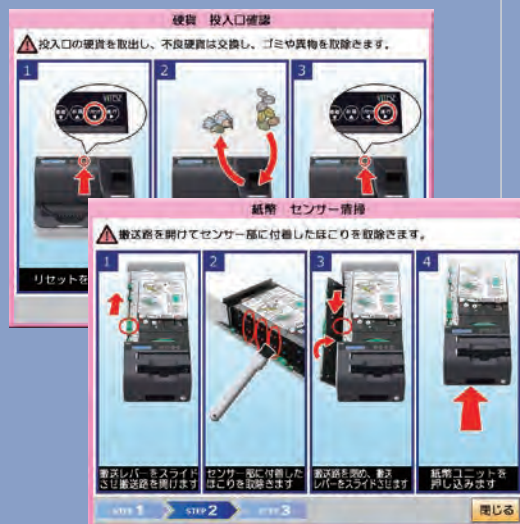 硬貨 投入口確認
投入口の硬貨を取出し、不良硬貨は交換し、ゴミや異物を取除きます。
1
2
3
リセットを
紙幣 センサー清掃
搬送路を開けてセンサー部に付着したほこりを取除きます。
1
2
3
4
搬送レバーをスライド
させ搬送路を開けます
センサー部に付着した
ほこりを取除きます
搬送路を閉め、搬送
レバーをスライドさせます
紙幣ユニットを
押し込みます
STEP 1
STEP 2
STEP 3
閉じる